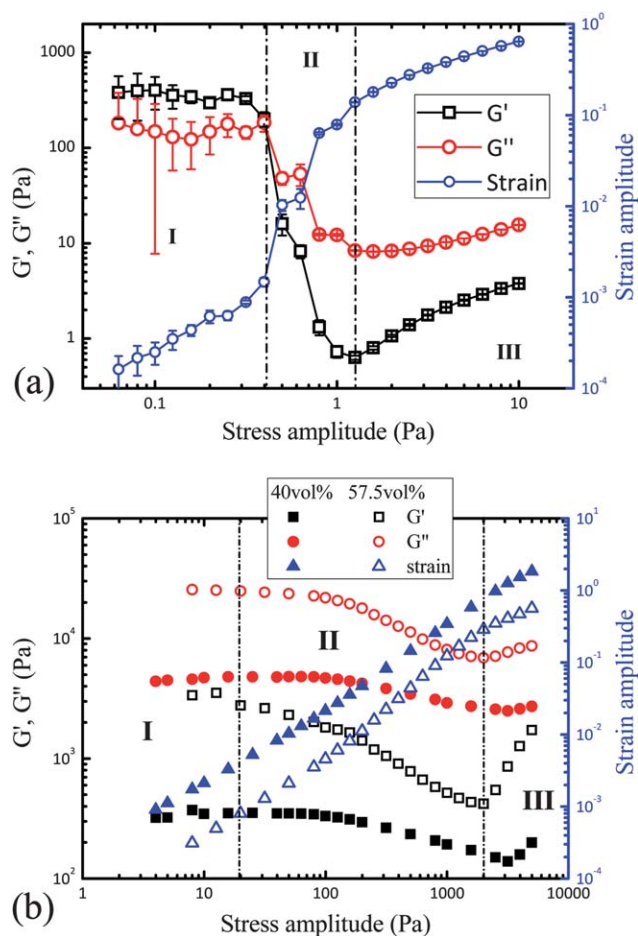 (a)
1000
100
10
1
G', G'' (Pa)
I
II
III
G'
G''
Strain
10^0
10^-1
10^-2
10^-3
10^-4
Strain amplitude
0.1
1
10
Stress amplitude (Pa)
(b)
40vol% 57.5vol%
G'
G''
strain
10^5
10^4
10^3
10^2
G', G'' (Pa)
I
II
III
10^1
10^0
10^-1
10^-2
10^-3
10^-4
Strain amplitude
1
10
100
1000
10000
Stress amplitude (Pa)